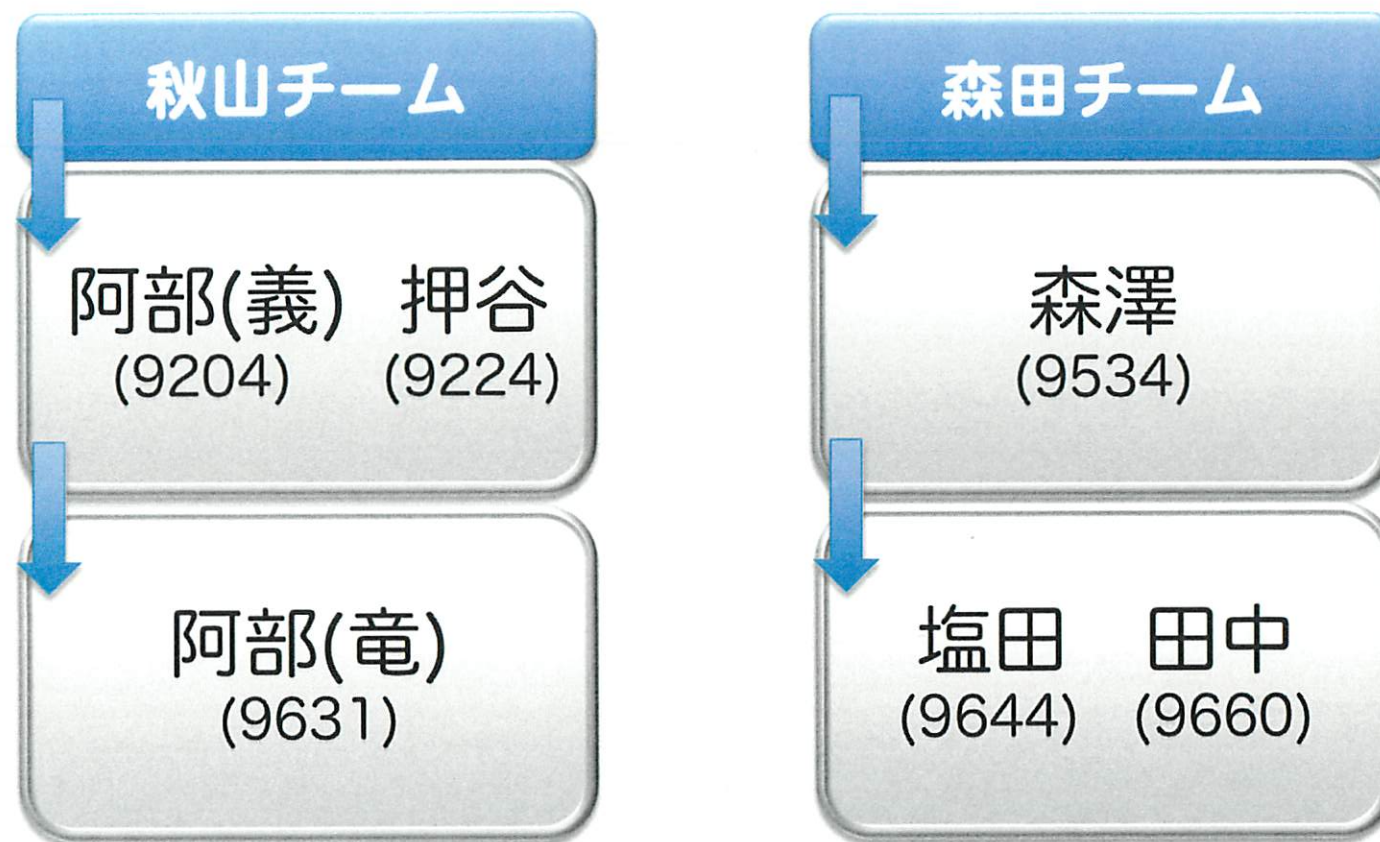 秋山チーム
阿部(義) 押谷
(9204) (9224)
阿部(竜)
(9631)
森田チーム
森澤
(9534)
塩田 田中
(9644) (9660)